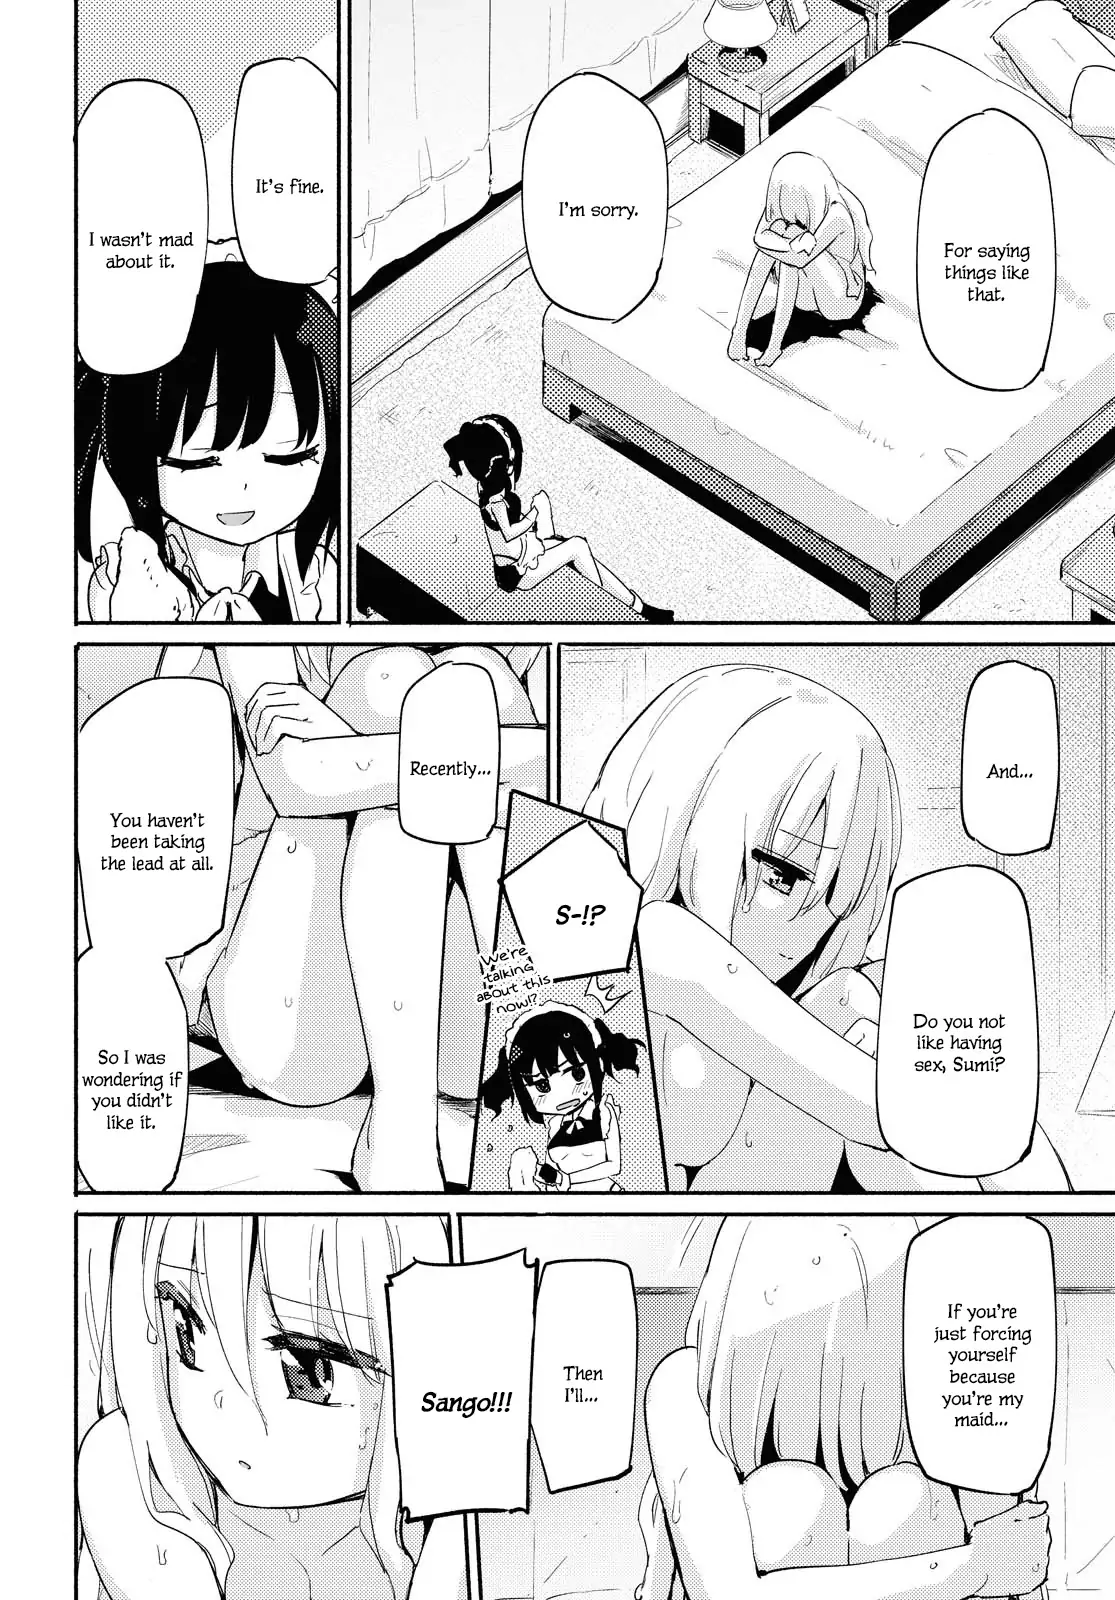 For saying
things like
that.
I'm sorry.
It's fine.
I wasn't mad
about it.
And...
Do you not
like having
sex, Sumi?
S-!?
We're
talking
about this
now!?
Recently...
You haven't
been taking
the lead at all.
So I was
wondering if
you didn't
like it.
If you're
just forcing
yourself
because
you're my
maid...
Then
I'll...
Sango!!!